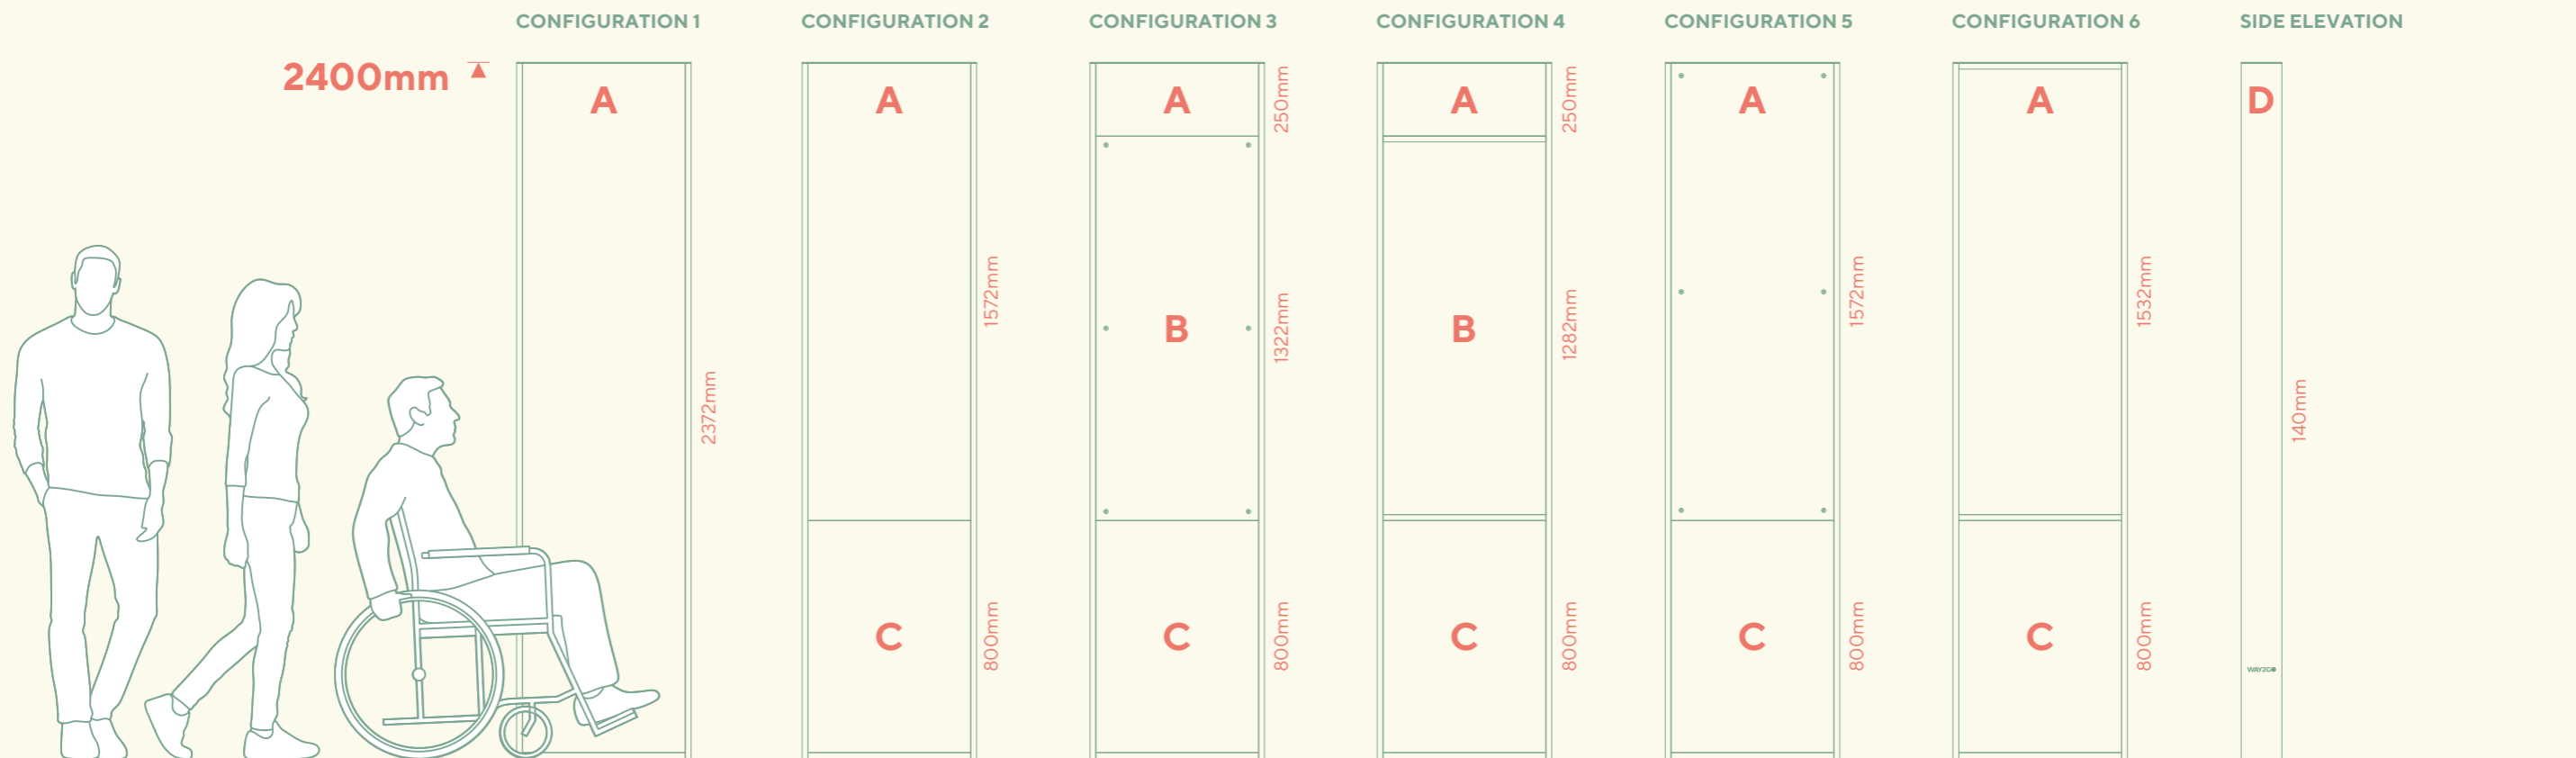 CONFIGURATION 1
CONFIGURATION 2
CONFIGURATION 3
CONFIGURATION 4
CONFIGURATION 5
CONFIGURATION 6
SIDE ELEVATION
2400mm
A
2372mm
A
1572mm
C
800mm
A
250mm
B
1322mm
C
800mm
A
250mm
B
1282mm
C
800mm
A
1572mm
C
800mm
A
1532mm
C
800mm
D
140mm
WAY2GO